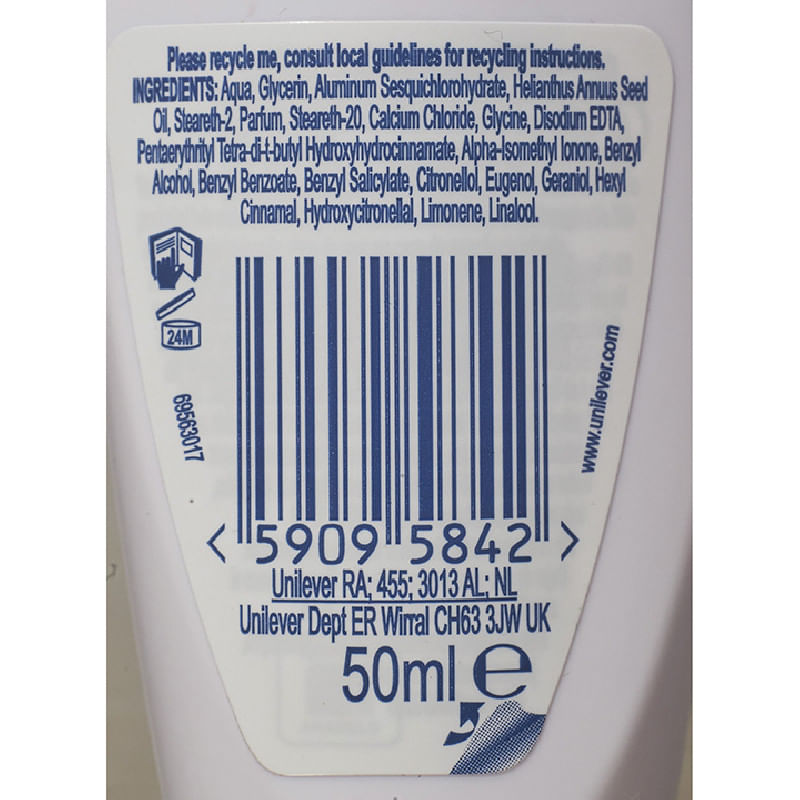 Please recycle me, consult local guidelines for recycling instructions.
INGREDIENTS: Aqua, Glycerin, Aluminum Sesquichlorohydrate, Helianthus Annuus Seed
Oil, Steareth-2, Parfum, Steareth-20, Calcium Chloride, Glycine, Disodium EDTA,
Pentaerythrityl Tetra-di-t-butyl Hydroxyhydrocinnamate, Alpha-Isomethyl Ionone, Benzyl
Alcohol, Benzyl Benzoate, Benzyl Salicylate, Citronellol, Eugenol, Geraniol, Hexyl
Cinnamal, Hydroxycitronellal, Limonene, Linalool.
24M
69563017
www.unilever.com
< 5909 5842 >
Unilever RA; 455; 3013 AL; NL
Unilever Dept ER Wirral CH63 3JW UK
50ml e